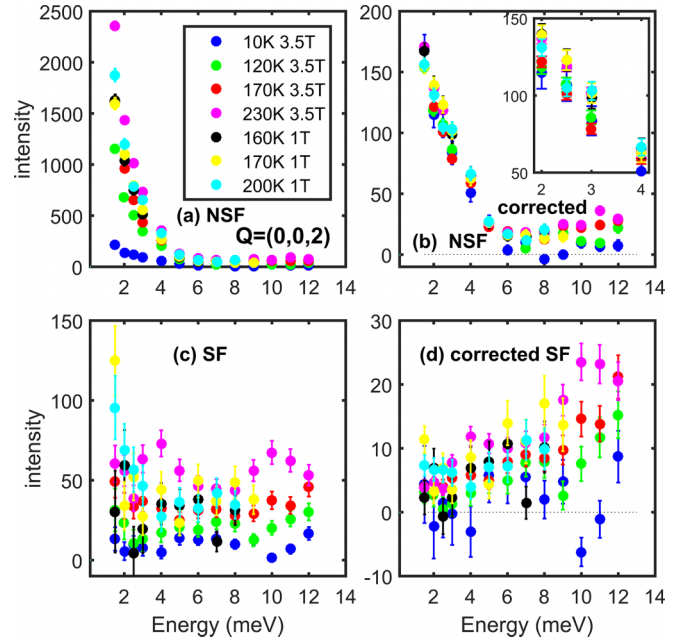 2500
2000
1500
1000
500
0
intensity
10K 3.5T
120K 3.5T
170K 3.5T
230K 3.5T
160K 1T
170K 1T
200K 1T
(a) NSF
Q=(0,0,2)
2 4 6 8 10 12 14
200
150
100
50
0
intensity
150
100
50
2 3 4
corrected
(b) NSF
2 4 6 8 10 12 14
150
100
50
0
intensity
(c) SF
2 4 6 8 10 12 14
Energy (meV)
30
20
10
0
-10
intensity
(d) corrected SF
2 4 6 8 10 12 14
Energy (meV)